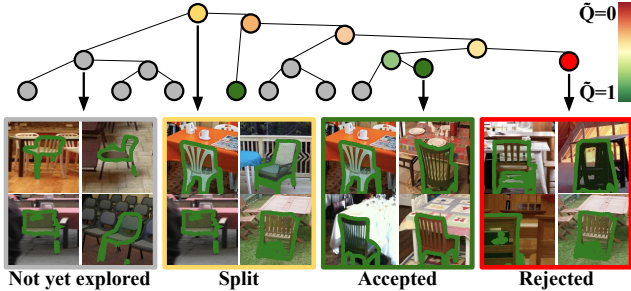 Q̃=0
Q̃=1
Not yet explored
Split
Accepted
Rejected